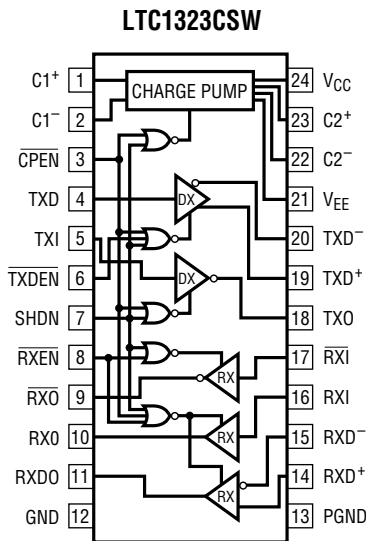 LTC1323CSW
C1+ 1
C1– 2
CPEN 3
TXD 4
TXI 5
TXDEN 6
SHDN 7
RXEN 8
RXO 9
RX0 10
RXDO 11
GND 12
CHARGE PUMP
DX
DX
RX
RX
RX
24 VCC
23 C2+
22 C2–
21 VEE
20 TXD–
19 TXD+
18 TXO
17 RXI
16 RXI
15 RXD–
14 RXD+
13 PGND